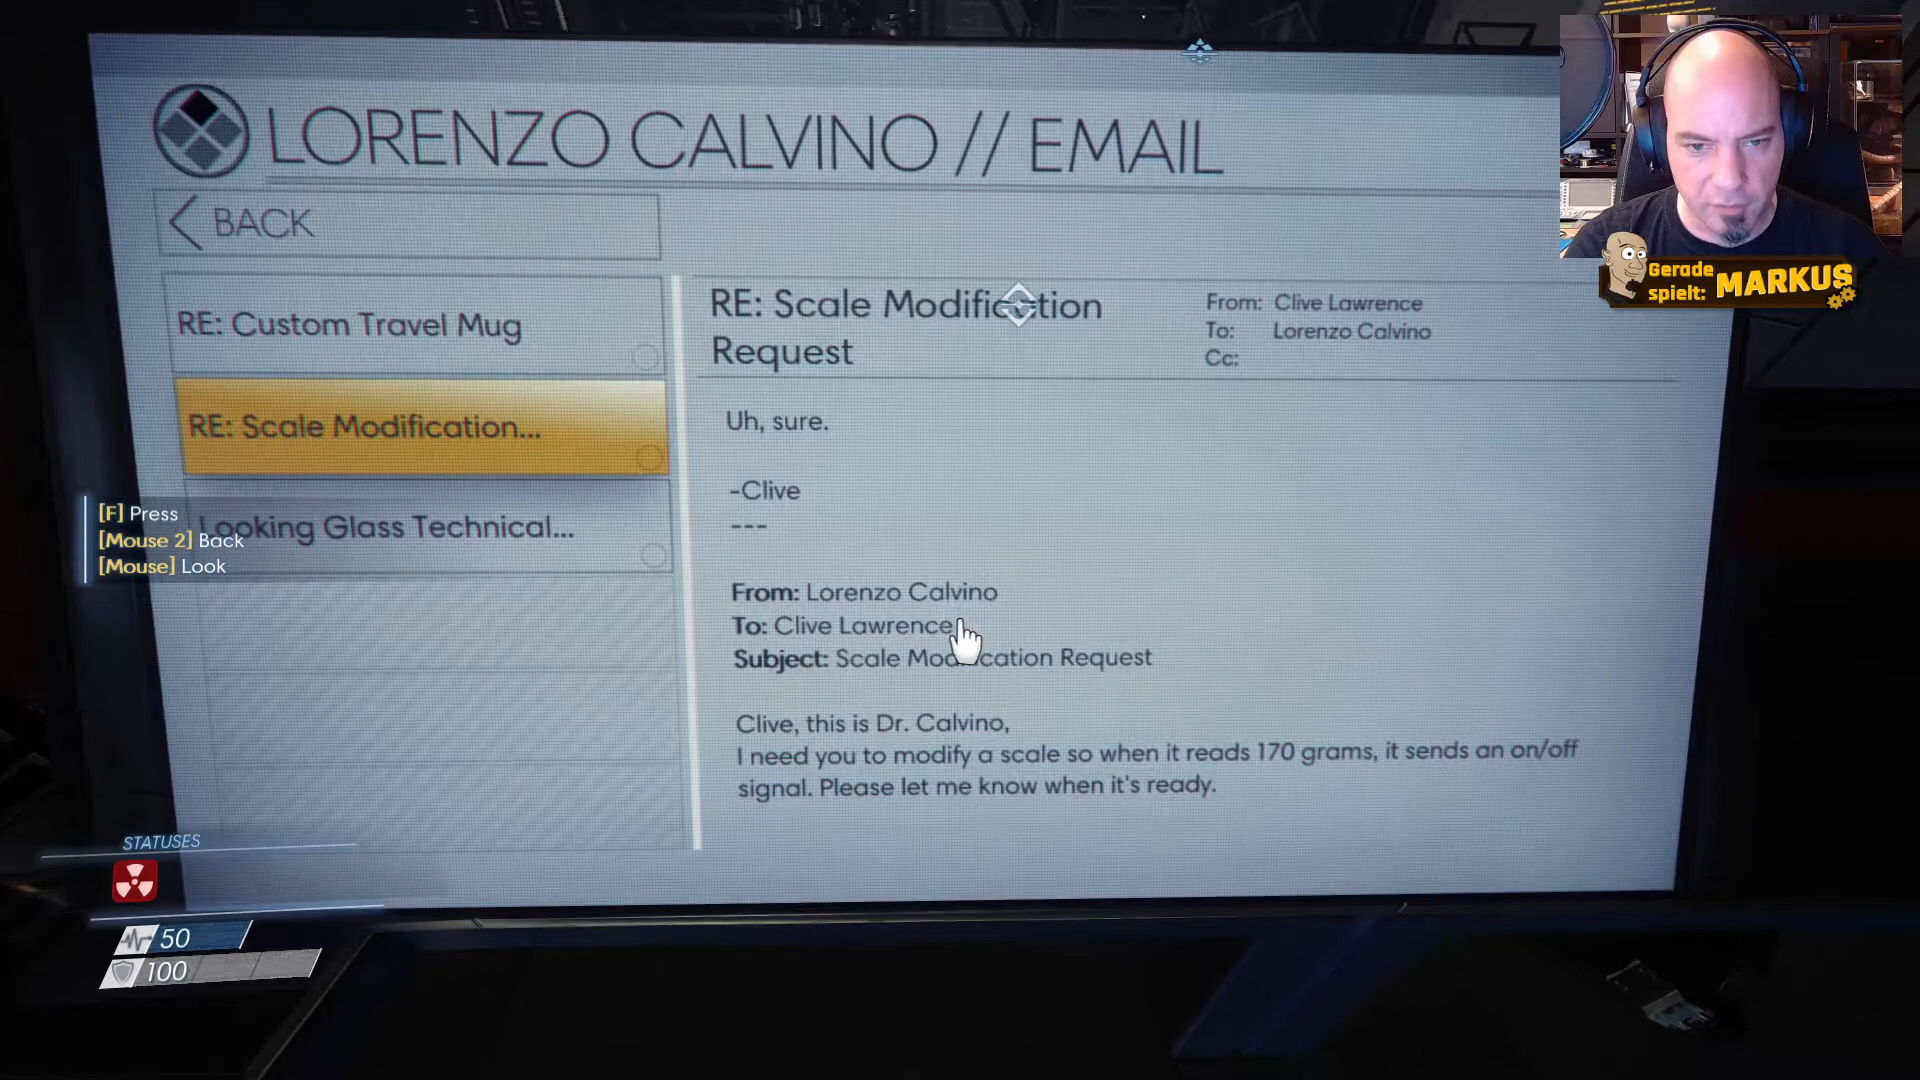 LORENZO CALVINO // EMAIL
BACK
RE: Custom Travel Mug
RE: Scale Modification...
Looking Glass Technical...
[F] Press
[Mouse 2] Back
[Mouse] Look
RE: Scale Modification
Request
From: Clive Lawrence
To: Lorenzo Calvino
Cc:
Uh, sure.
-Clive
---
From: Lorenzo Calvino
To: Clive Lawrence
Subject: Scale Modification Request
Clive, this is Dr. Calvino,
I need you to modify a scale so when it reads 170 grams, it sends an on/off
signal. Please let me know when it's ready.
STATUSES
50
100
Gerade
spielt: MARKUS